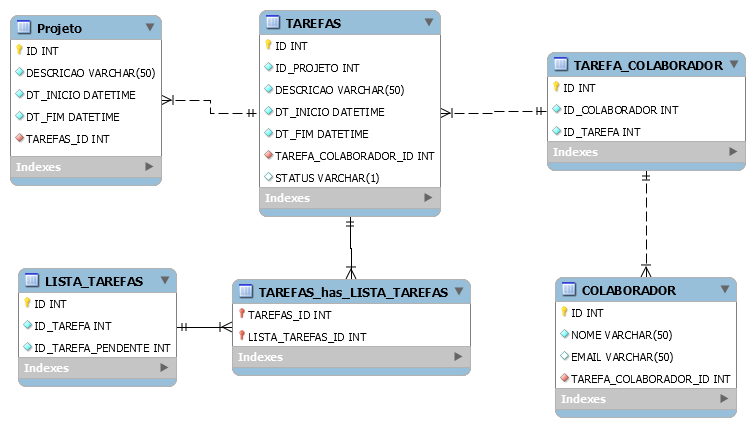 Projeto
ID INT
DESCRICAO VARCHAR(50)
DT_INICIO DATETIME
DT_FIM DATETIME
TAREFAS_ID INT
Indexes
TAREFAS
ID INT
ID_PROJETO INT
DESCRICAO VARCHAR(50)
DT_INICIO DATETIME
DT_FIM DATETIME
TAREFA_COLABORADOR_ID INT
STATUS VARCHAR(1)
Indexes
TAREFA_COLABORADOR
ID INT
ID_COLABORADOR INT
ID_TAREFA INT
Indexes
LISTA_TAREFAS
ID INT
ID_TAREFA INT
ID_TAREFA_PENDENTE INT
Indexes
TAREFAS_has_LISTA_TAREFAS
TAREFAS_ID INT
LISTA_TAREFAS_ID INT
Indexes
COLABORADOR
ID INT
NOME VARCHAR(50)
EMAIL VARCHAR(50)
TAREFA_COLABORADOR_ID INT
Indexes